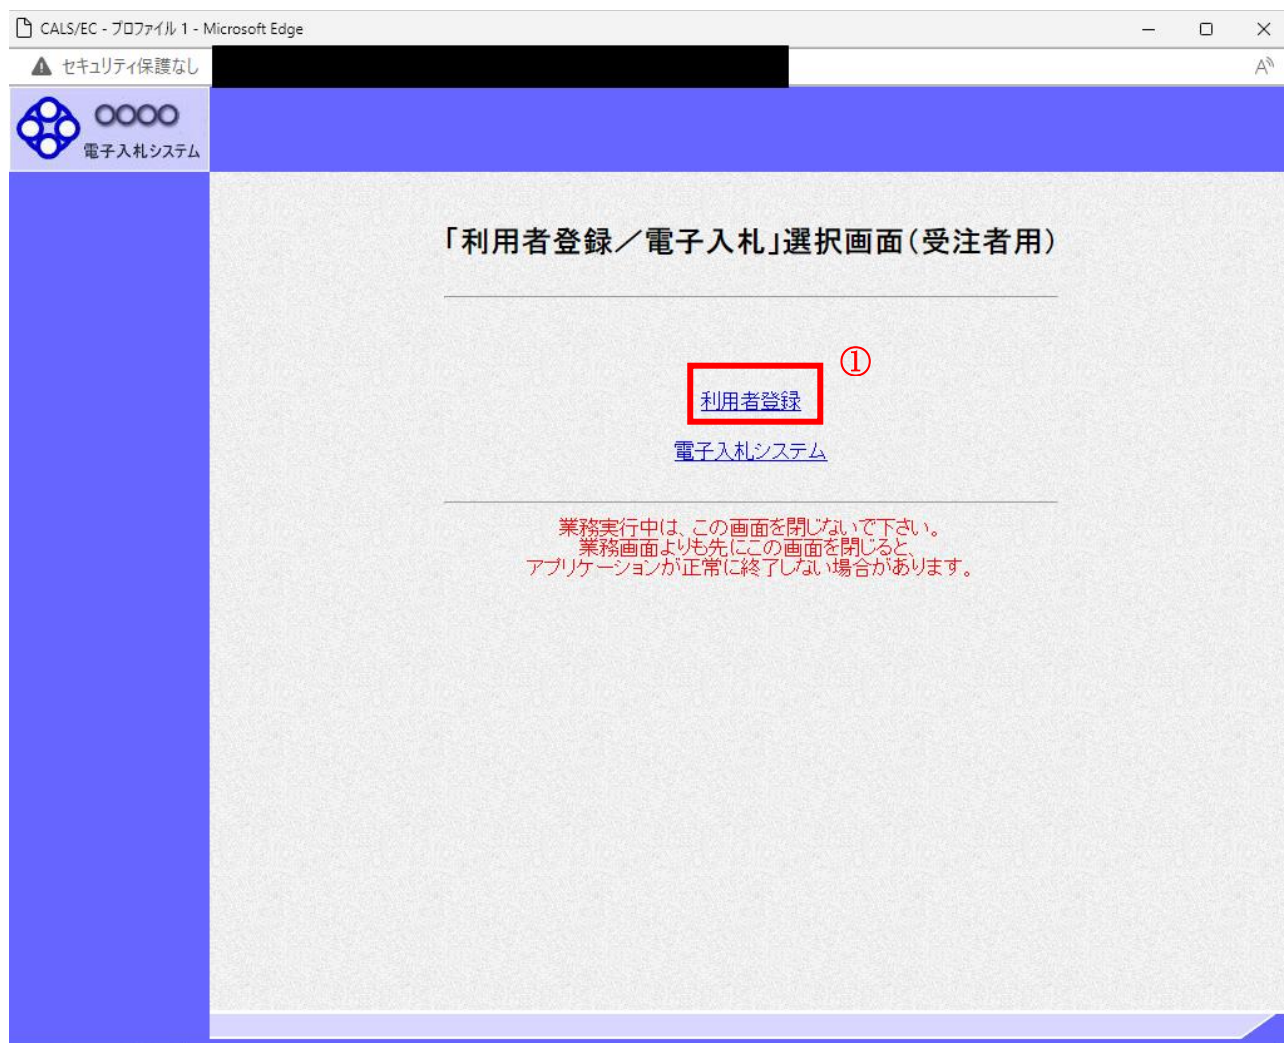 CALS/EC - プロファイル 1 - Microsoft Edge
セキュリティ保護なし
A
○○○○
電子入札システム
「利用者登録／電子入札」選択画面(受注者用)
①
利用者登録
電子入札システム
業務実行中は、この画面を閉じないで下さい。
業務画面よりも先にこの画面を閉じると、
アプリケーションが正常に終了しない場合があります。